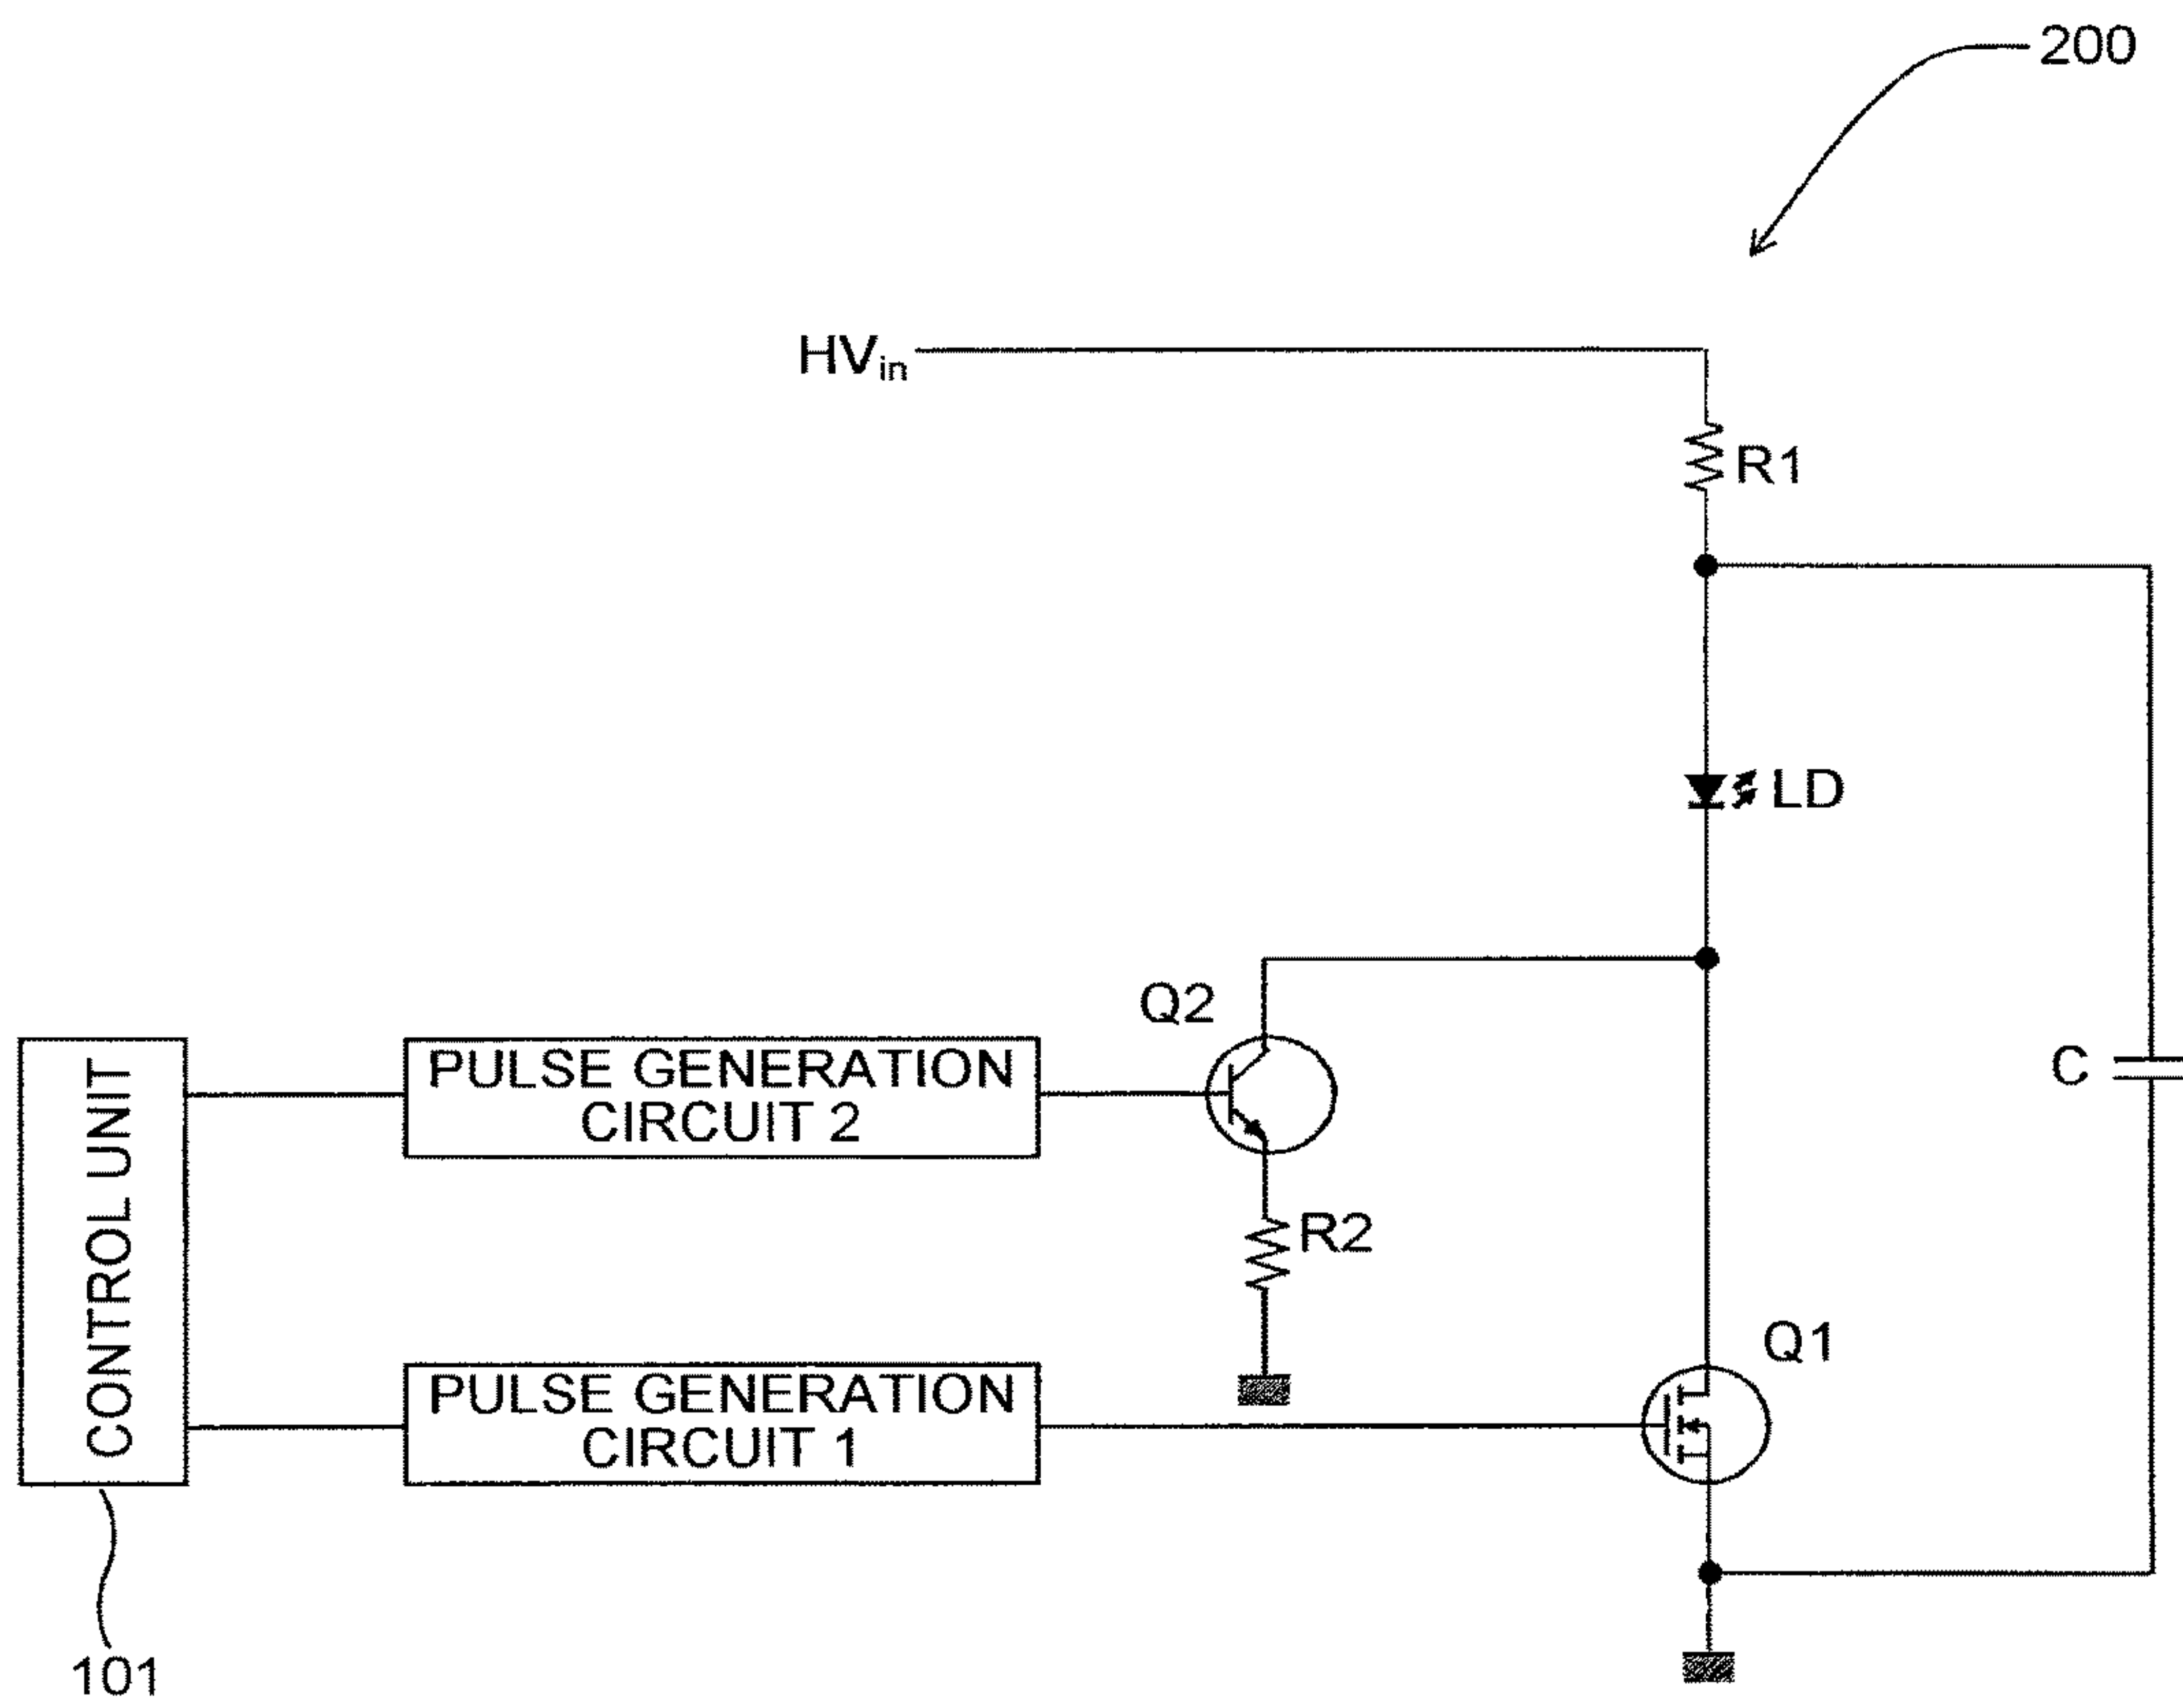 200
HVin
R1
LD
Q2
C
PULSE GENERATION
CIRCUIT 2
CONTROL UNIT
R2
Q1
PULSE GENERATION
CIRCUIT 1
101